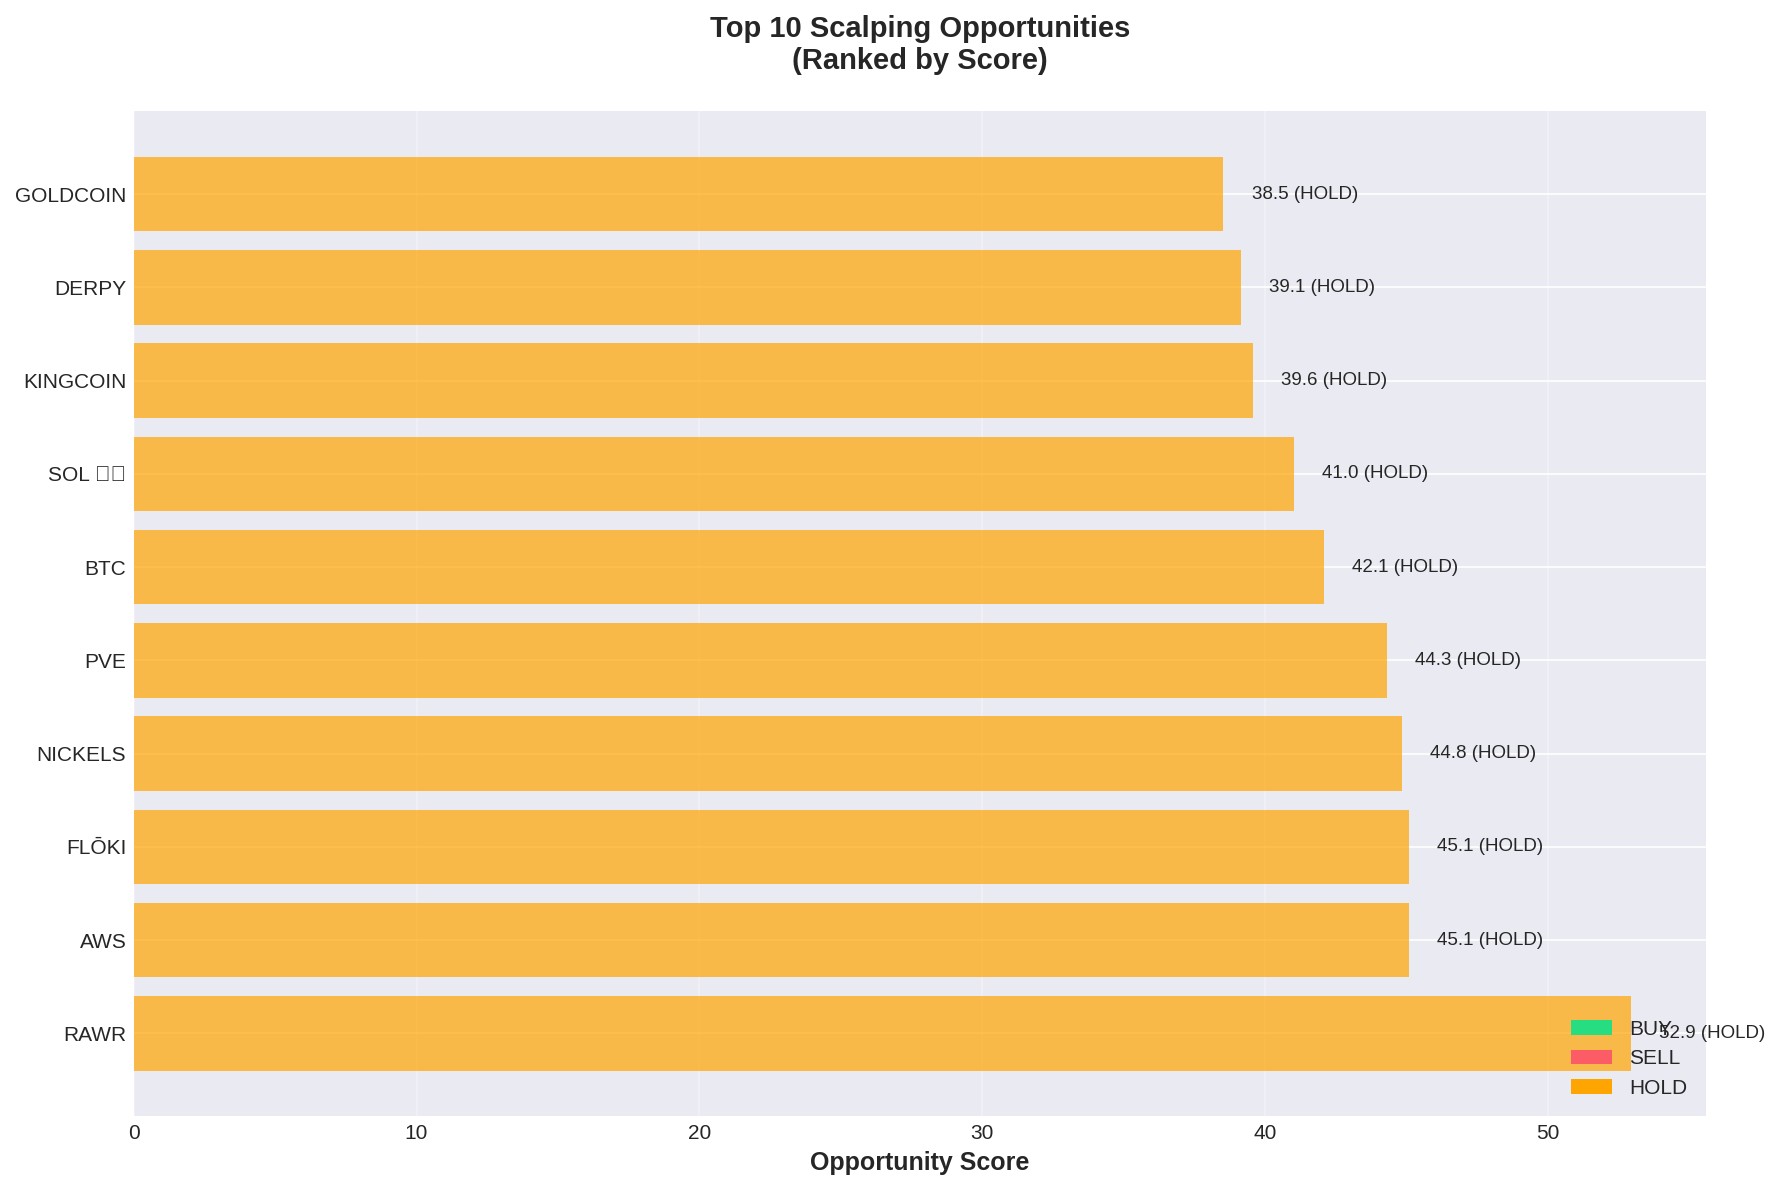 Top 10 Scalping Opportunities
(Ranked by Score)
GOLDCOIN 38.5 (HOLD)
DERPY 39.1 (HOLD)
KINGCOIN 39.6 (HOLD)
SOL 41.0 (HOLD)
BTC 42.1 (HOLD)
PVE 44.3 (HOLD)
NICKELS 44.8 (HOLD)
FLŌKI 45.1 (HOLD)
AWS 45.1 (HOLD)
RAWR 52.9 (HOLD)
BUY
SELL
HOLD
0 10 20 30 40 50
Opportunity Score